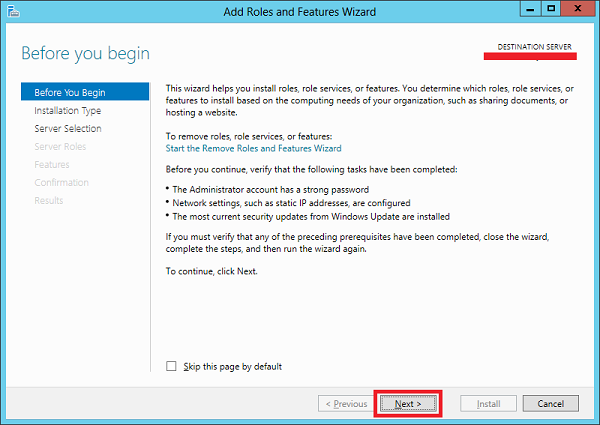 Add Roles and Features Wizard
Before you begin
DESTINATION SERVER
Before You Begin
Installation Type
Server Selection
Server Roles
Features
Confirmation
Results
This wizard helps you install roles, role services, or features. You determine which roles, role services, or
features to install based on the computing needs of your organization, such as sharing documents, or
hosting a website.
To remove roles, role services, or features:
Start the Remove Roles and Features Wizard
Before you continue, verify that the following tasks have been completed:
• The Administrator account has a strong password
• Network settings, such as static IP addresses, are configured
• The most current security updates from Windows Update are installed
If you must verify that any of the preceding prerequisites have been completed, close the wizard,
complete the steps, and then run the wizard again.
To continue, click Next.
Skip this page by default
< Previous
Next >
Install
Cancel